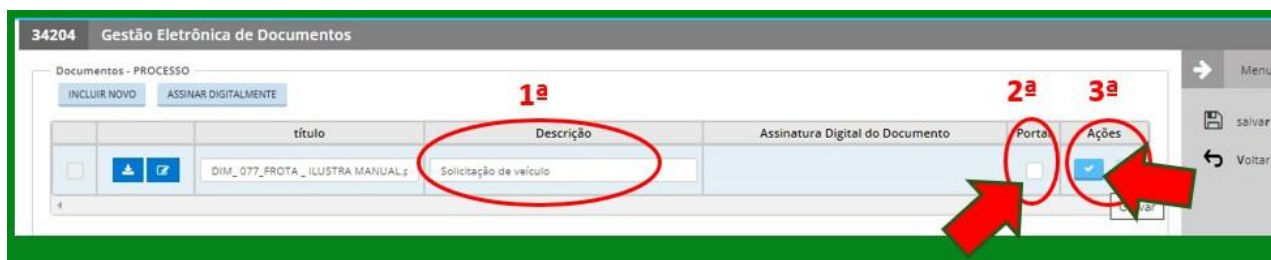 34204 Gestão Eletrônica de Documentos
Documentos - PROCESSO
Menu
INCLUIR NOVO ASSINAR DIGITALMENTE
1ª 2ª 3ª
salvar
título Descrição Assinatura Digital do Documento Portal Ações
DIM_077_FROTA _ ILUSTRA MANUAL.p Solicitação de veículo
Voltar